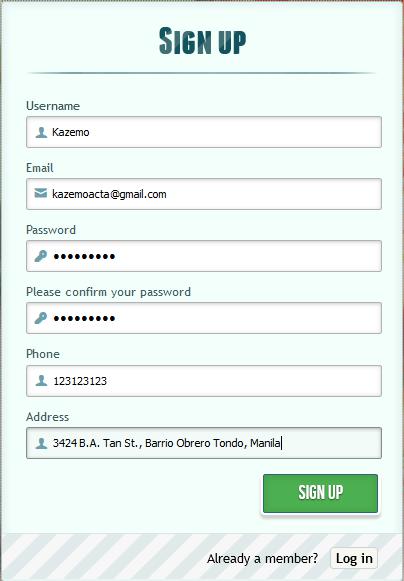 Sign up
Username
Kazemo
Email
kazemoacta@gmail.com
Password
•••••••••
Please confirm your password
•••••••••
Phone
123123123
Address
3424 B.A. Tan St., Barrio Obrero Tondo, Manila
SIGN UP
Already a member? Log in